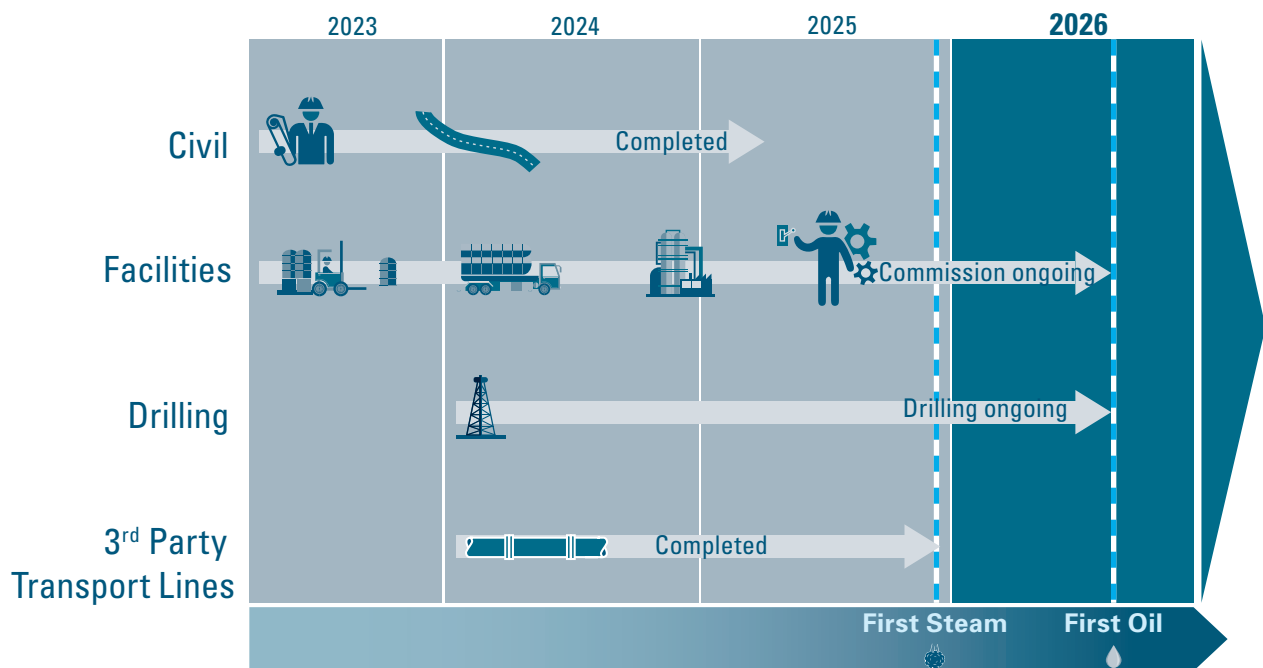 2023
2024
2025
2026
Civil
Completed
Facilities
Commission ongoing
Drilling
Drilling ongoing
3rd Party
Transport Lines
Completed
First Steam
First Oil